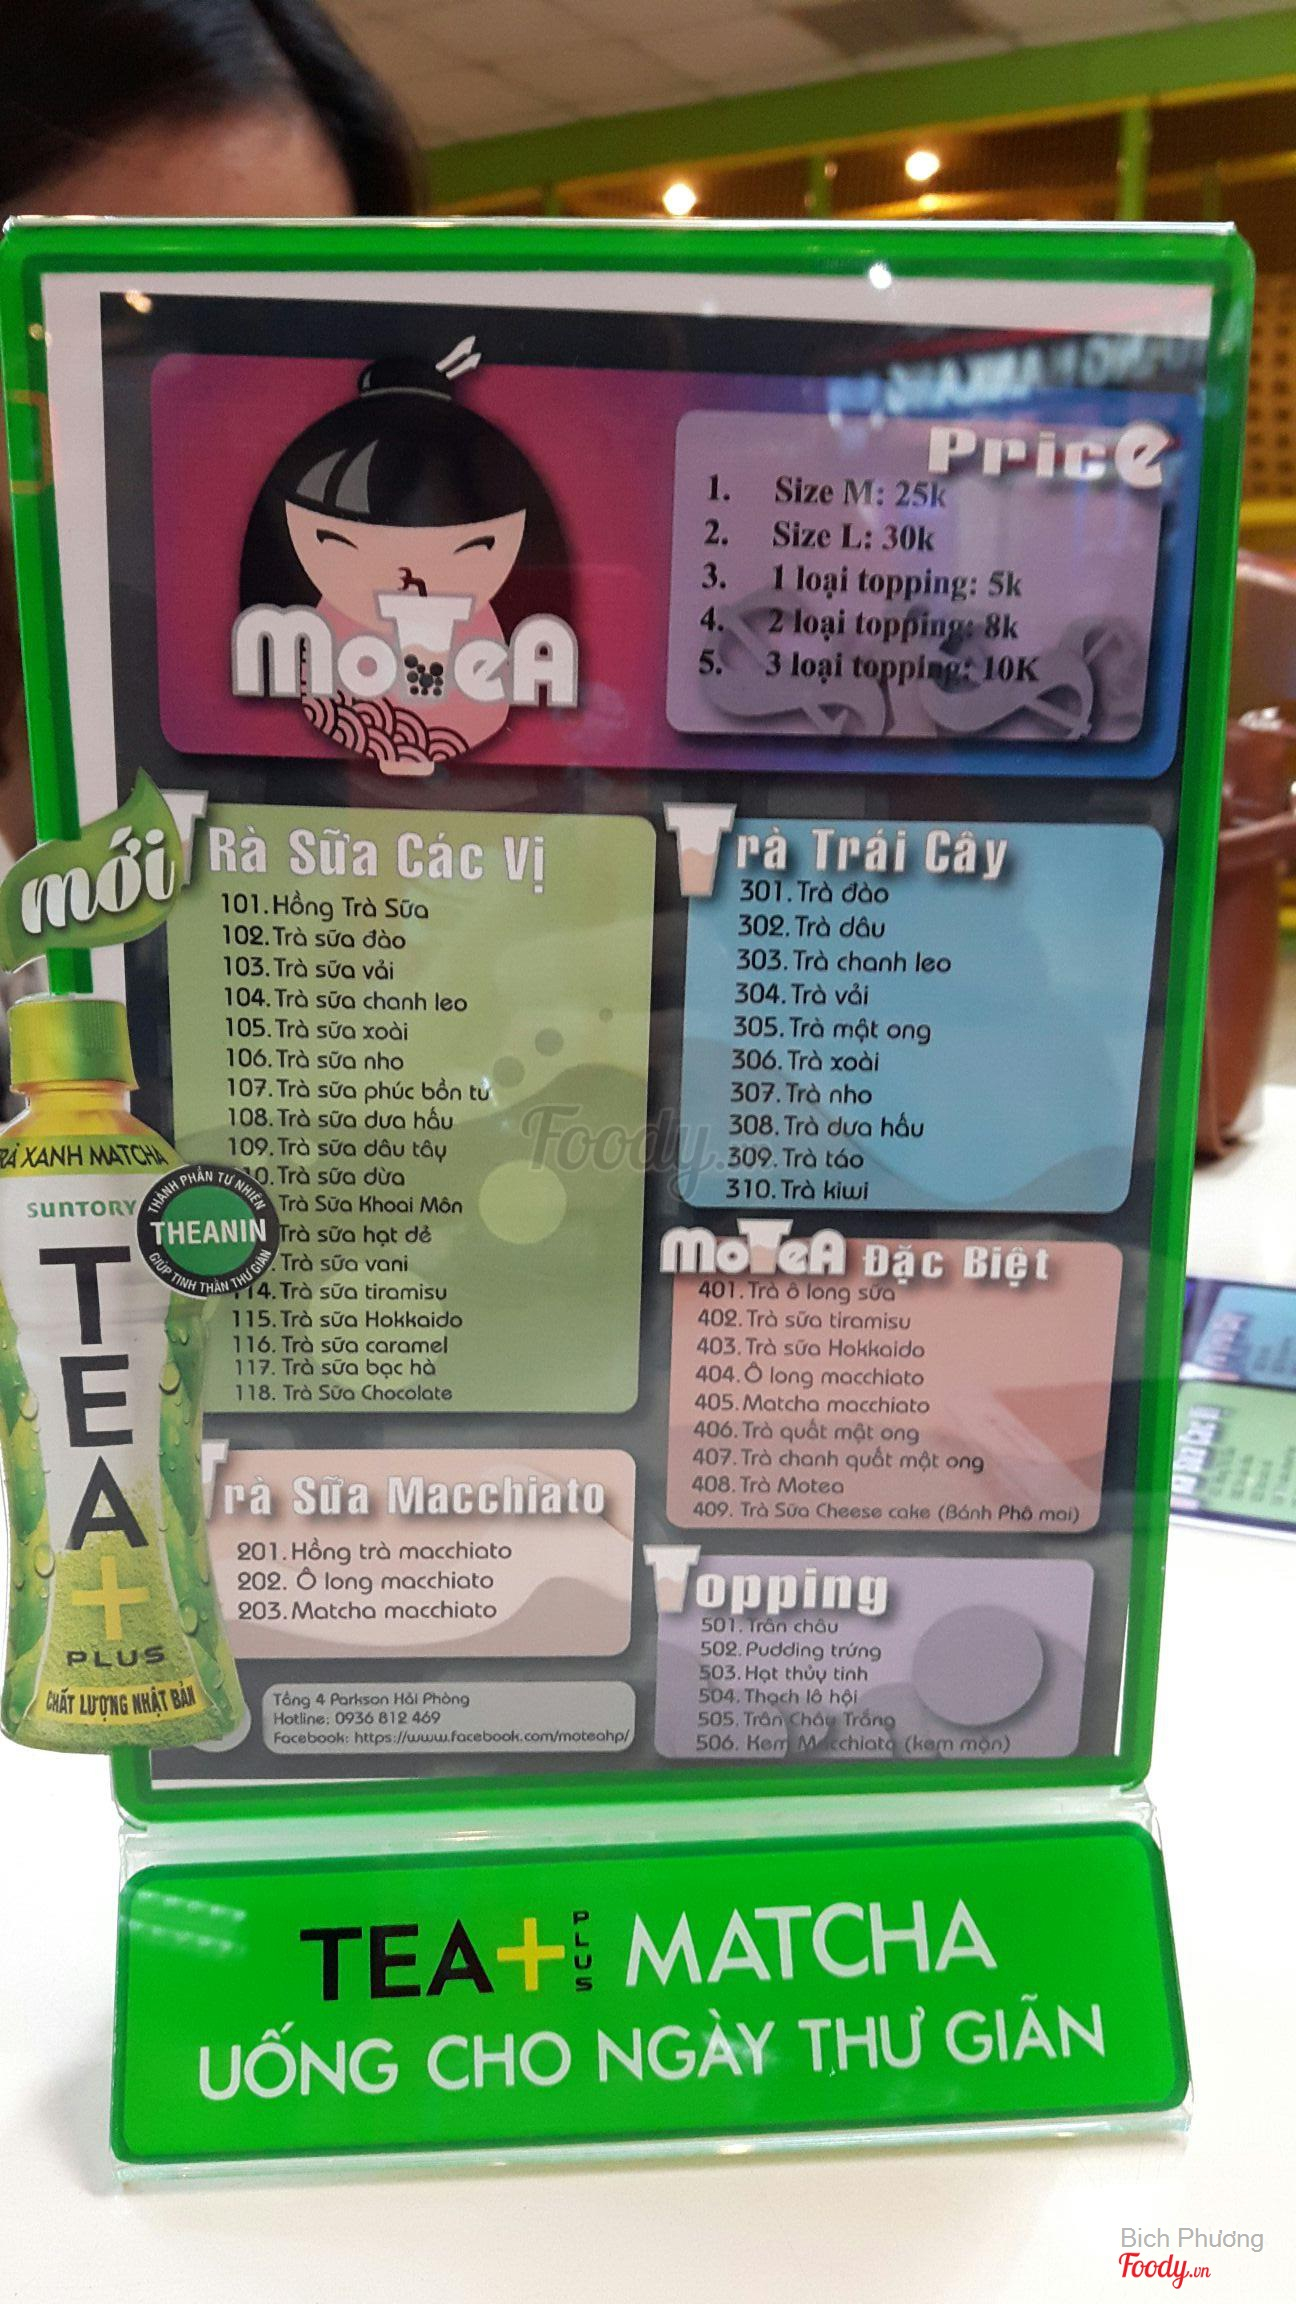 Price
1. Size M: 25k
2. Size L: 30k
3. 1 loại topping: 5k
4. 2 loại topping: 8k
5. 3 loại topping: 10K
MoTeA
mới
Trà Sữa Các Vị
101. Hồng Trà Sữa
102. Trà sữa đào
103. Trà sữa vải
104. Trà sữa chanh leo
105. Trà sữa xoài
106. Trà sữa nho
107. Trà sữa phúc bồn tử
108. Trà sữa dưa hấu
109. Trà sữa dâu tây
0. Trà sữa dừa
Trà Sữa Khoai Môn
Trà sữa hạt dẻ
. Trà sữa vani
14. Trà sữa tiramisu
115. Trà sữa Hokkaido
116. Trà sữa caramel
117. Trà sữa bạc hà
118. Trà Sữa Chocolate
Trà Sữa Macchiato
201. Hồng trà macchiato
202. Ô long macchiato
203. Matcha macchiato
Tầng 4 Parkson Hải Phòng
Hotline: 0936 812 469
Facebook: https://www.facebook.com/moteahp/
Trà Trái Cây
301. Trà đào
302. Trà dâu
303. Trà chanh leo
304. Trà vải
305. Trà mật ong
306. Trà xoài
307. Trà nho
308. Trà dưa hấu
309. Trà táo
310. Trà kiwi
MoTeA Đặc Biệt
401. Trà ô long sữa
402. Trà sữa tiramisu
403. Trà sữa Hokkaido
404. Ô long macchiato
405. Matcha macchiato
406. Trà quất mật ong
407. Trà chanh quất mật ong
408. Trà Motea
409. Trà Sữa Cheese cake (Bánh Phô mai)
Topping
501. Trân châu
502. Pudding trứng
503. Hạt thủy tinh
504. Thạch lô hội
505. Trân Châu Trắng
506. Kem Macchiato (kem mặn)
RÀ XANH MATCHA
SUNTORY
THÀNH PHẦN TỰ NHIÊN
THEANIN
GIÚP TINH THẦN THƯ GIÃN
TEA+
PLUS
CHẤT LƯỢNG NHẬT BẢN
Foody.vn
TEA+ PLUS MATCHA
UỐNG CHO NGÀY THƯ GIÃN
Bich Phương
Foody.vn